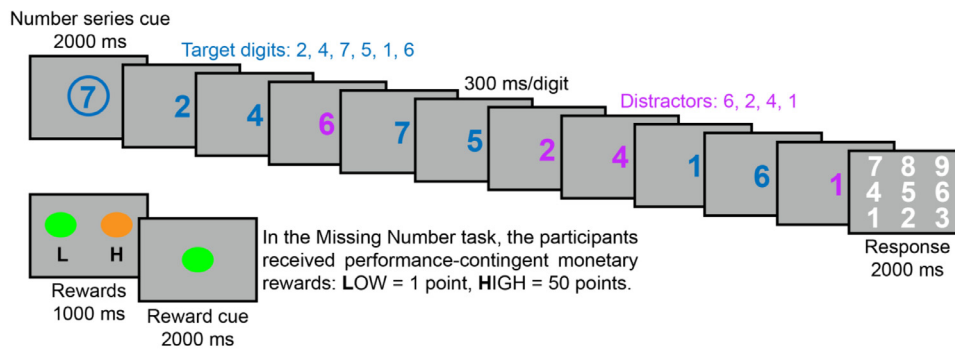 Number series cue
2000 ms
Target digits: 2, 4, 7, 5, 1, 6
300 ms/digit
Distractors: 6, 2, 4, 1
7
2
4
6
7
5
2
4
1
6
1
7 8 9
4 5 6
1 2 3
Response
2000 ms
L H
Rewards
1000 ms
Reward cue
2000 ms
In the Missing Number task, the participants
received performance-contingent monetary
rewards: LOW = 1 point, HIGH = 50 points.